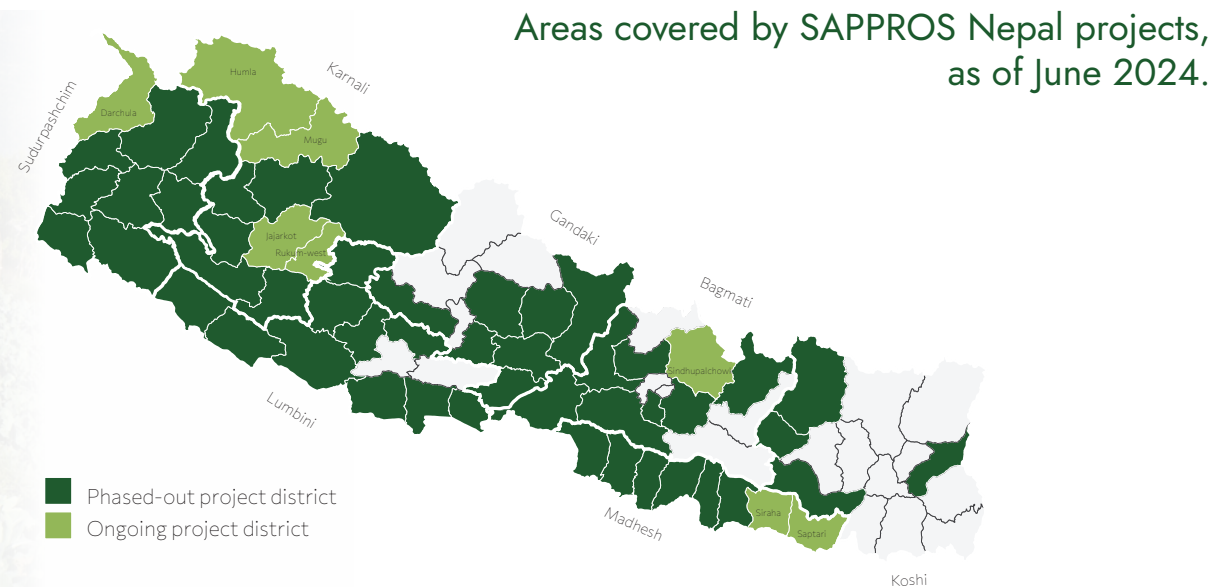 Areas covered by SAPPROS Nepal projects,
as of June 2024.
Sudurpashchim
Karnali
Humla
Darchula
Mugu
Jajarkot
Rukum-west
Gandaki
Bagmati
Sindhupalchowk
Lumbini
Siraha
Saptari
Madhesh
Koshi
Phased-out project district
Ongoing project district